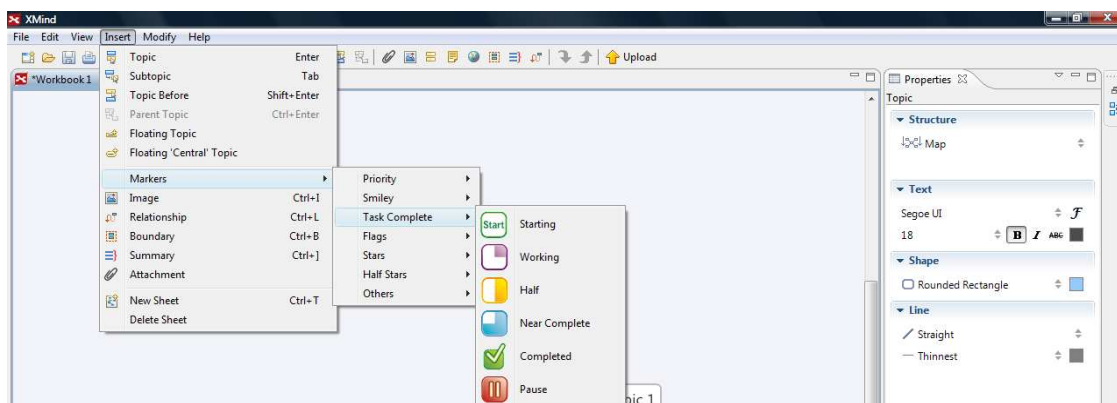 XMind
File Edit View Insert Modify Help
Upload
*Workbook 1
Topic Enter
Subtopic Tab
Topic Before Shift+Enter
Parent Topic Ctrl+Enter
Floating Topic
Floating 'Central' Topic
Markers
Image Ctrl+I
Relationship Ctrl+L
Boundary Ctrl+B
Summary Ctrl+]
Attachment
New Sheet Ctrl+T
Delete Sheet
Priority
Smiley
Task Complete
Flags
Stars
Half Stars
Others
Start Starting
Working
Half
Near Complete
Completed
Pause
pic 1
Properties
Topic
Structure
Map
Text
Segoe UI F
18 B I ABC
Shape
Rounded Rectangle
Line
Straight
Thinnest